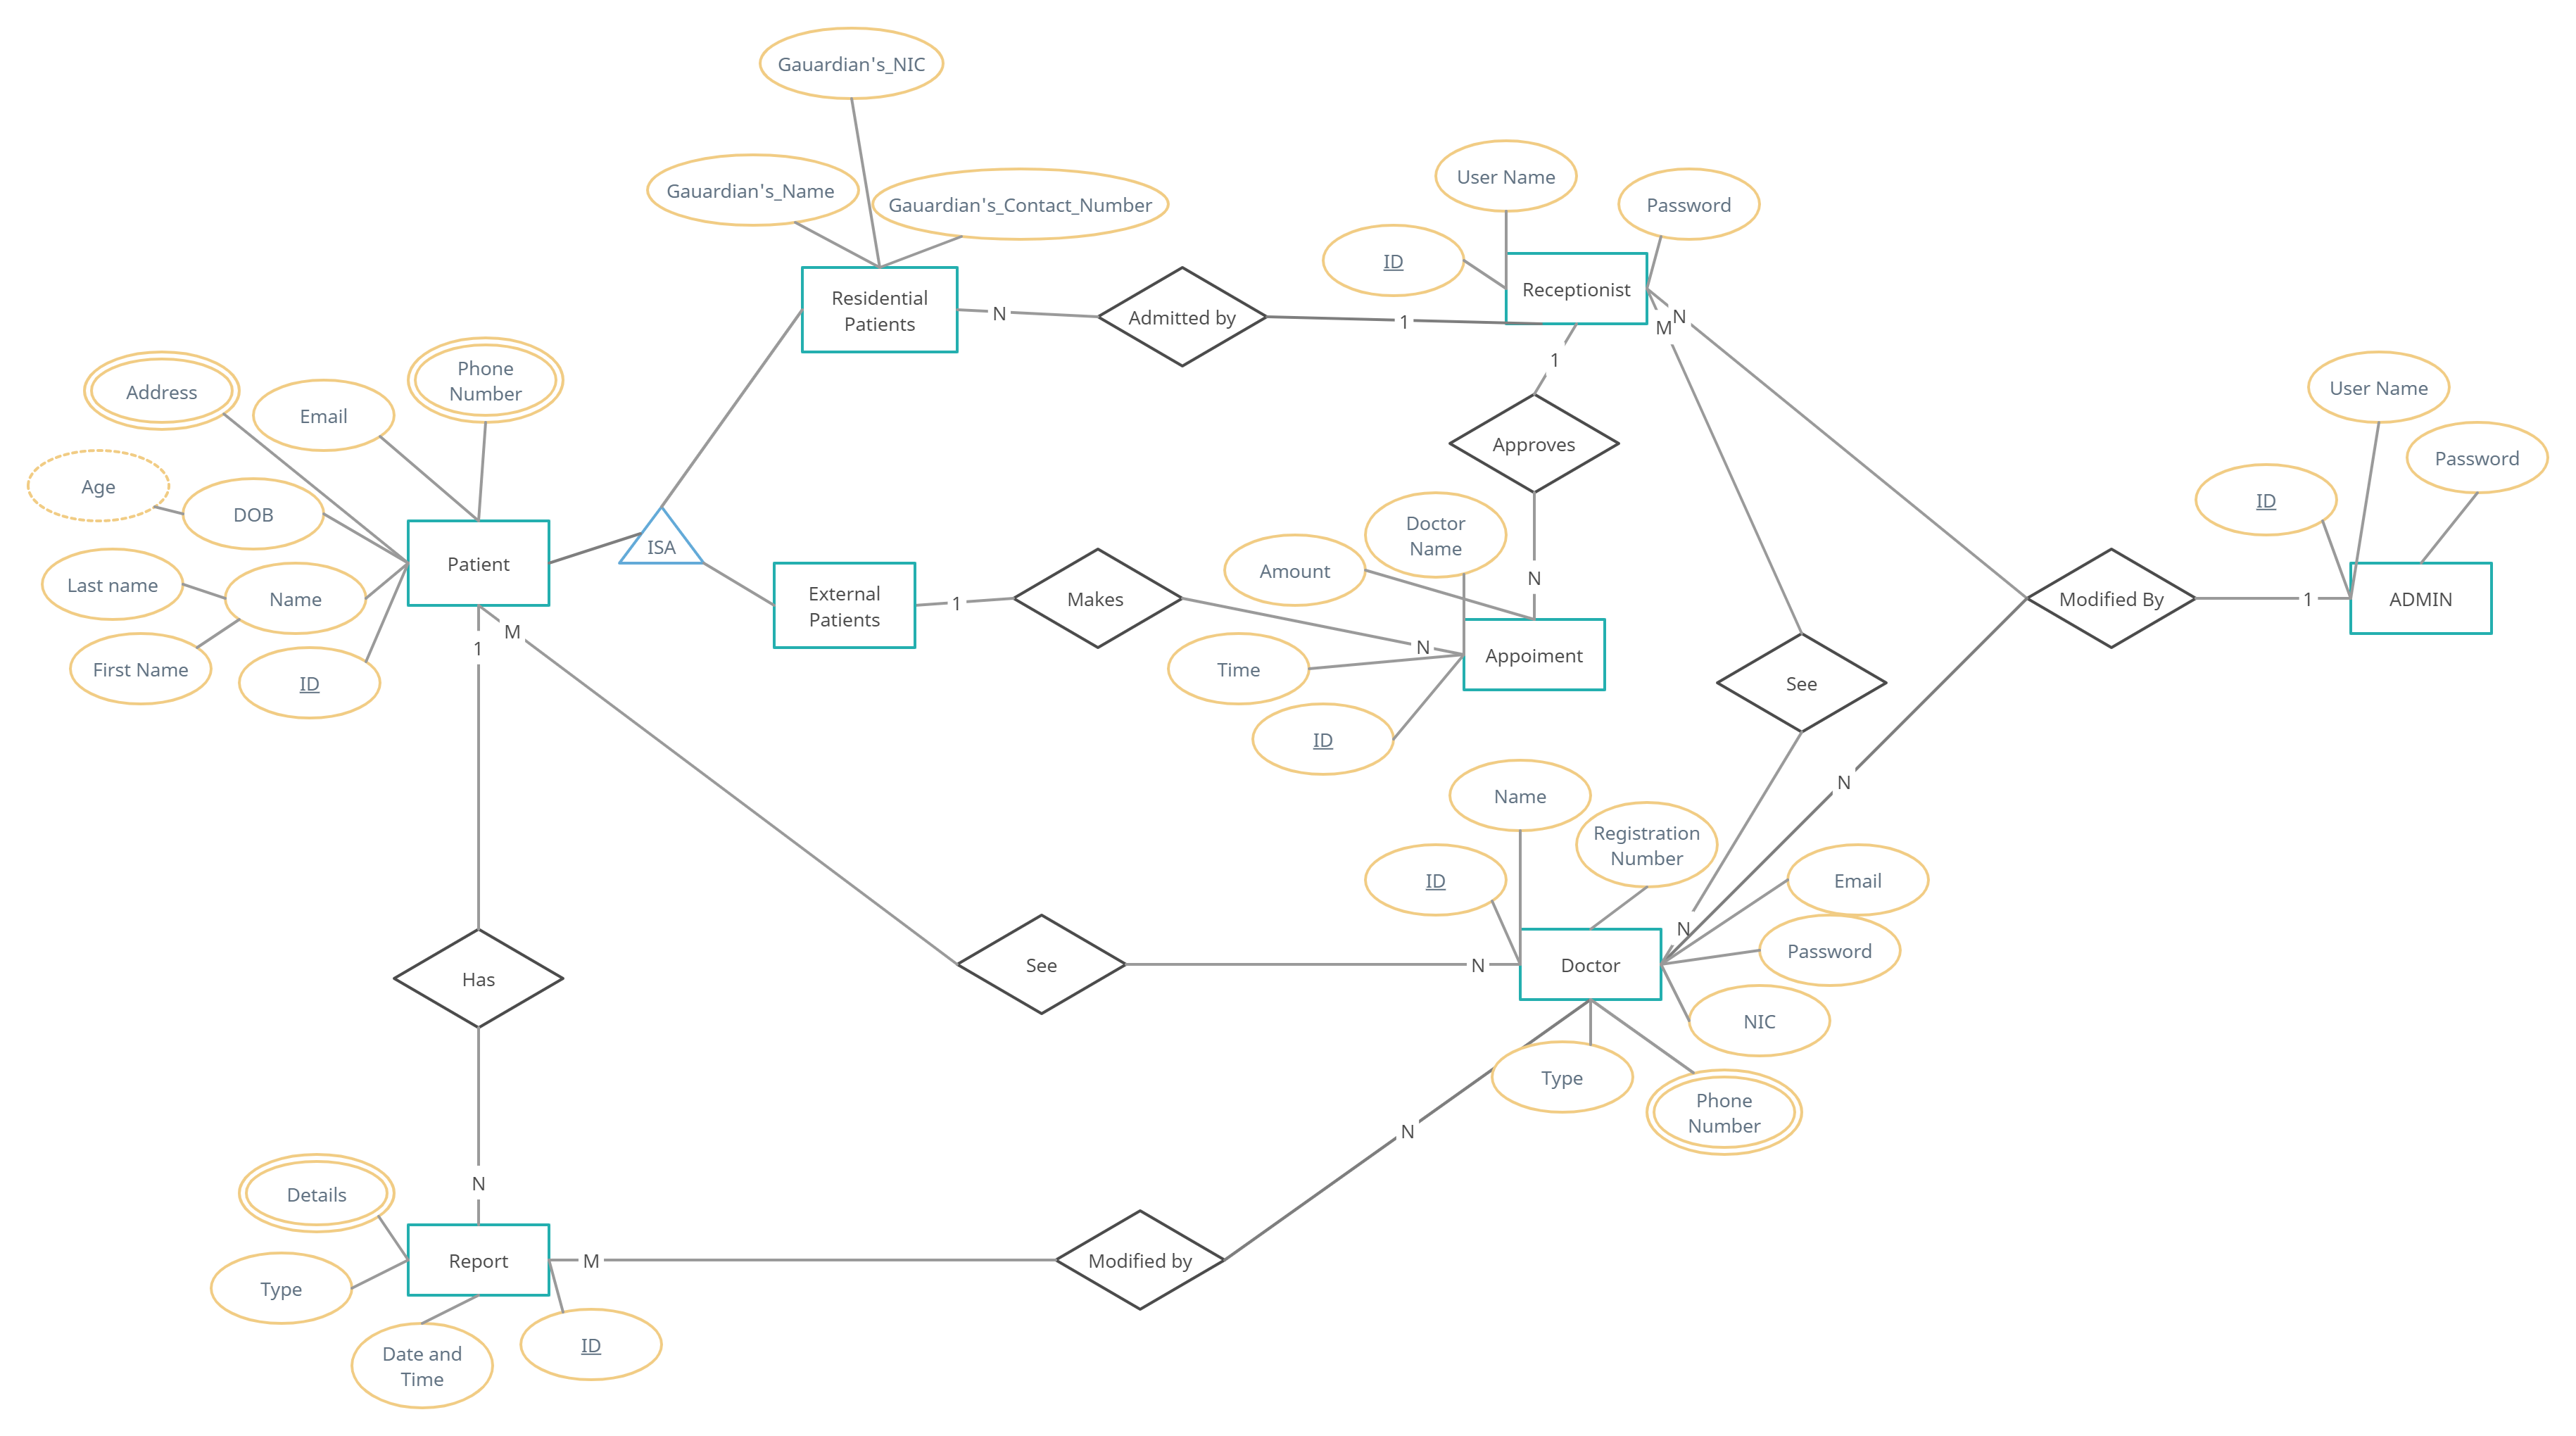 Gauardian's_NIC
Gauardian's_Name
Gauardian's_Contact_Number
User Name
Password
ID
Receptionist
Residential
Patients
N
Admitted by
1
N
M
1
Address
Email
Phone
Number
User Name
Approves
Password
Age
DOB
ID
Doctor
Name
Patient
ISA
Amount
N
Last name
Name
External
Patients
1
Makes
Modified By
1
ADMIN
M
1
N
Appoiment
First Name
ID
Time
See
ID
N
Name
Registration
Number
ID
Email
N
Password
Has
See
N
Doctor
NIC
Type
Phone
Number
N
N
Details
Report
M
Modified by
Type
Date and
Time
ID